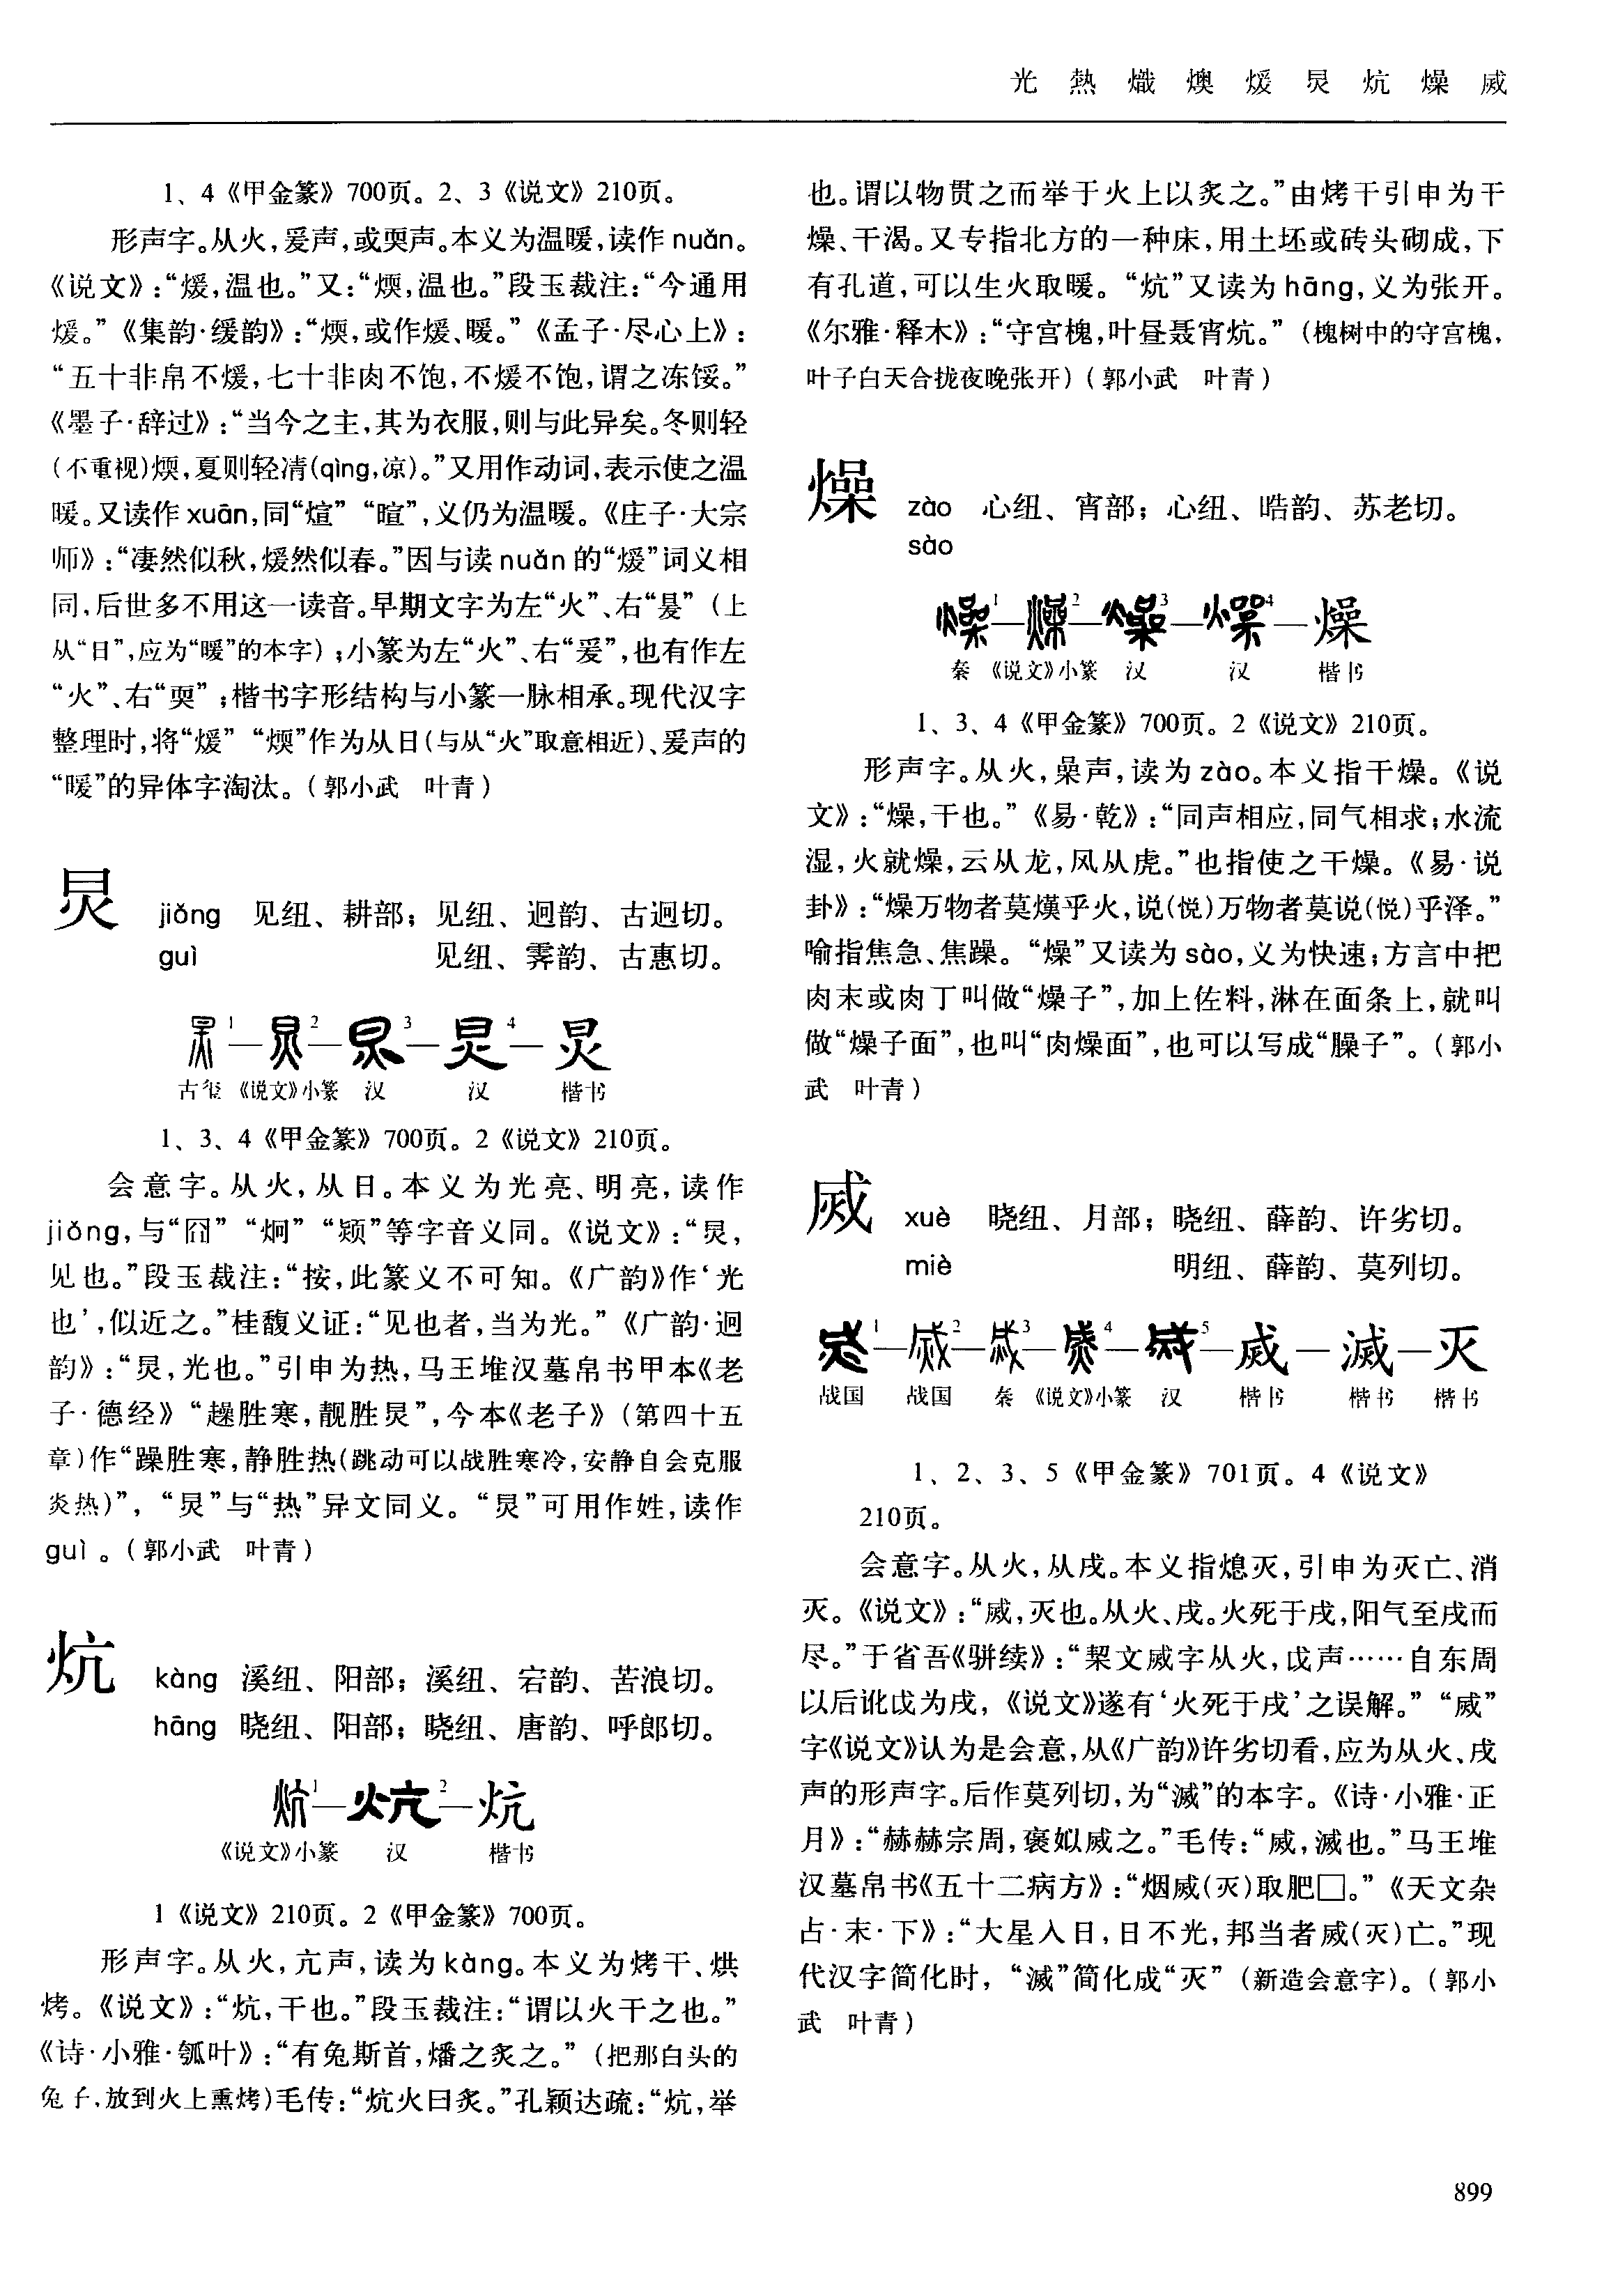 光 热 熾 燠 煖 炅 炕 燥 烕
1、4《甲金篆》700页。2、3《说文》210页。
形声字。从火，爰声，或耎声。本义为温暖，读作nuǎn。
《说文》：“煖，温也。”又：“煗，温也。”段玉裁注：“今通用
煖。”《集韵·缓韵》：“煗，或作煖、暖。”《孟子·尽心上》：
“五十非帛不煖，七十非肉不饱，不煖不饱，谓之冻馁。”
《墨子·辞过》：“当今之主，其为衣服，则与此异矣。冬则轻
(不重视)煗，夏则轻凊(qìng，凉)。”又用作动词，表示使之温
暖。又读作xuān，同“煊”“暄”，义仍为温暖。《庄子·大宗
师》：“凄然似秋，煖然似春。”因与读nuǎn的“煖”词义相
同，后世多不用这一读音。早期文字为左“火”、右“㬊”（上
从“日”，应为“暖”的本字）；小篆为左“火”、右“爰”，也有作左
“火”、右“耎”；楷书字形结构与小篆一脉相承。现代汉字
整理时，将“煖”“煗”作为从日(与从“火”取意相近)、爰声的
“暖”的异体字淘汰。（郭小武 叶青）
炅 jiǒng 见纽、耕部；见纽、迥韵、古迥切。
guì 见纽、霁韵、古惠切。
1 — 2 — 3 — 4 — 炅
古玺 《说文》小篆 汉 汉 楷书
1、3、4《甲金篆》700页。2《说文》210页。
会意字。从火，从日。本义为光亮、明亮，读作
jiǒng，与“冏”“炯”“颎”等字音义同。《说文》：“炅，
见也。”段玉裁注：“按，此篆义不可知。《广韵》作‘光
也’，似近之。”桂馥义证：“见也者，当为光。”《广韵·迥
韵》：“炅，光也。”引申为热，马王堆汉墓帛书甲本《老
子·德经》“趮胜寒，靓胜炅”，今本《老子》（第四十五
章）作“躁胜寒，静胜热(跳动可以战胜寒冷，安静自会克服
炎热)”，“炅”与“热”异文同义。“炅”可用作姓，读作
guì。（郭小武 叶青）
炕 kàng 溪纽、阳部；溪纽、宕韵、苦浪切。
hāng 晓纽、阳部；晓纽、唐韵、呼郎切。
1 — 2 — 炕
《说文》小篆 汉 楷书
1《说文》210页。2《甲金篆》700页。
形声字。从火，亢声，读为kàng。本义为烤干、烘
烤。《说文》：“炕，干也。”段玉裁注：“谓以火干之也。”
《诗·小雅·瓠叶》：“有兔斯首，燔之炙之。”（把那白头的
兔子，放到火上熏烤)毛传：“炕火曰炙。”孔颖达疏：“炕，举
也。谓以物贯之而举于火上以炙之。”由烤干引申为干
燥、干渴。又专指北方的一种床，用土坯或砖头砌成，下
有孔道，可以生火取暖。“炕”又读为hāng，义为张开。
《尔雅·释木》：“守宫槐，叶昼聂宵炕。”（槐树中的守宫槐，
叶子白天合拢夜晚张开）（郭小武 叶青）
燥 zào 心纽、宵部；心纽、晧韵、苏老切。
sào
1 — 2 — 3 — 4 — 燥
秦 《说文》小篆 汉 汉 楷书
1、3、4《甲金篆》700页。2《说文》210页。
形声字。从火，喿声，读为zào。本义指干燥。《说
文》：“燥，干也。”《易·乾》：“同声相应，同气相求；水流
湿，火就燥，云从龙，风从虎。”也指使之干燥。《易·说
卦》：“燥万物者莫熯乎火，说(悦)万物者莫说(悦)乎泽。”
喻指焦急、焦躁。“燥”又读为sào，义为快速；方言中把
肉末或肉丁叫做“燥子”，加上佐料，淋在面条上，就叫
做“燥子面”，也叫“肉燥面”，也可以写成“臊子”。（郭小
武 叶青）
烕 xuè 晓纽、月部；晓纽、薛韵、许劣切。
miè 明纽、薛韵、莫列切。
1 — 2 — 3 — 4 — 5 — 烕 — 滅 — 灭
战国 战国 秦 《说文》小篆 汉 楷书 楷书 楷书
1、2、3、5《甲金篆》701页。4《说文》
210页。
会意字。从火，从戌。本义指熄灭，引申为灭亡、消
灭。《说文》：“烕，灭也。从火、戌。火死于戌，阳气至戌而
尽。”于省吾《骈续》：“栔文烕字从火，戉声……自东周
以后讹戉为戌，《说文》遂有‘火死于戌’之误解。”“烕”
字《说文》认为是会意，从《广韵》许劣切看，应为从火、戌
声的形声字。后作莫列切，为“滅”的本字。《诗·小雅·正
月》：“赫赫宗周，褒姒烕之。”毛传：“烕，滅也。”马王堆
汉墓帛书《五十二病方》：“烟烕(灭)取肥□。”《天文杂
占·末·下》：“大星入日，日不光，邦当者烕(灭)亡。”现
代汉字简化时，“滅”简化成“灭”（新造会意字）。（郭小
武 叶青）
899